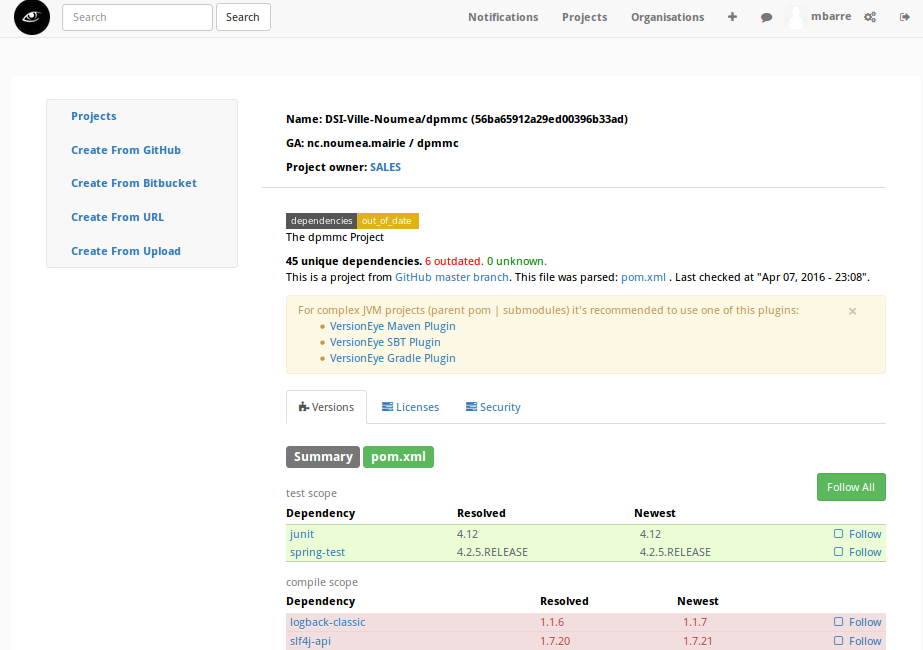 Search Search Notifications Projects Organisations mbarre
Projects
Create From GitHub
Create From Bitbucket
Create From URL
Create From Upload
Name: DSI-Ville-Noumea/dpmmc (56ba65912a29ed00396b33ad)
GA: nc.noumea.mairie / dpmmc
Project owner: SALES
dependencies out_of_date
The dpmmc Project
45 unique dependencies. 6 outdated. 0 unknown.
This is a project from GitHub master branch. This file was parsed: pom.xml . Last checked at "Apr 07, 2016 - 23:08".
For complex JVM projects (parent pom | submodules) it's recommended to use one of this plugins: ×
• VersionEye Maven Plugin
• VersionEye SBT Plugin
• VersionEye Gradle Plugin
Versions Licenses Security
Summary pom.xml
Follow All
test scope
Dependency Resolved Newest
junit 4.12 4.12 Follow
spring-test 4.2.5.RELEASE 4.2.5.RELEASE Follow
compile scope
Dependency Resolved Newest
logback-classic 1.1.6 1.1.7 Follow
slf4j-api 1.7.20 1.7.21 Follow